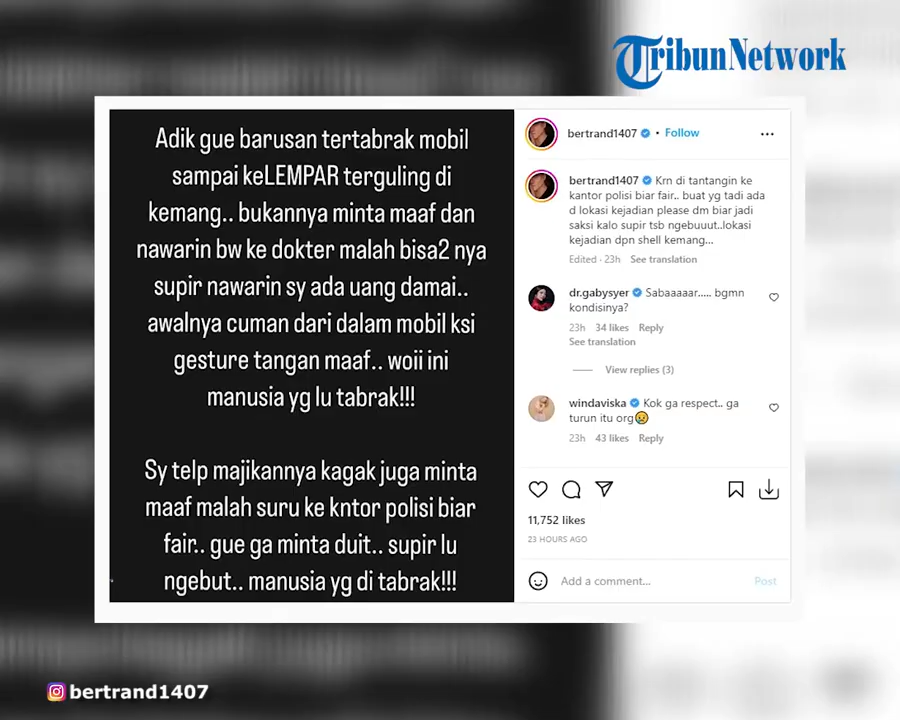 TribunNetwork
Adik gue barusan tertabrak mobil
sampai keLEMPAR terguling di
kemang.. bukannya minta maaf dan
nawarin bw ke dokter malah bisa2 nya
supir nawarin sy ada uang damai..
awalnya cuman dari dalam mobil ksi
gesture tangan maaf.. woii ini
manusia yg lu tabrak!!!
Sy telp majikannya kagak juga minta
maaf malah suru ke kntor polisi biar
fair.. gue ga minta duit.. supir lu
ngebut.. manusia yg di tabrak!!!
bertrand1407 • Follow
bertrand1407 Krn di tantangin ke
kantor polisi biar fair.. buat yg tadi ada
d lokasi kejadian please dm biar jadi
saksi kalo supir tsb ngebuuut..lokasi
kejadian dpn shell kemang...
Edited · 23h See translation
dr.gabysyer Sabaaaaar..... bgmn
kondisinya?
23h 34 likes Reply
See translation
View replies (3)
windaviska Kok ga respect.. ga
turun itu org😢
23h 43 likes Reply
11,752 likes
23 HOURS AGO
Add a comment... Post
bertrand1407